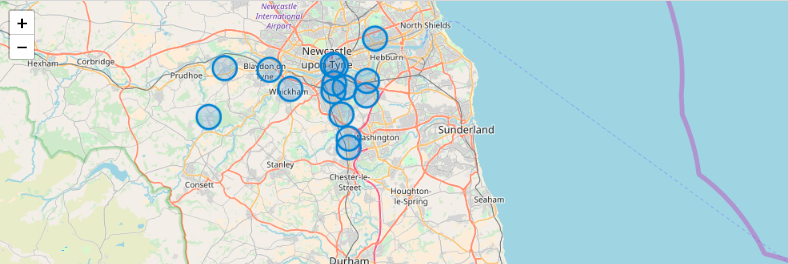 Newcastle
International
Airport
+
−
North Shields
Newcastle
upon Tyne
Hebburn
Hexham
Corbridge
Blaydon on
Tyne
Prudhoe
Whickham
Sunderland
Washington
Stanley
Chester-le-
Street
Consett
Houghton-
le-Spring
Seaham
Durham